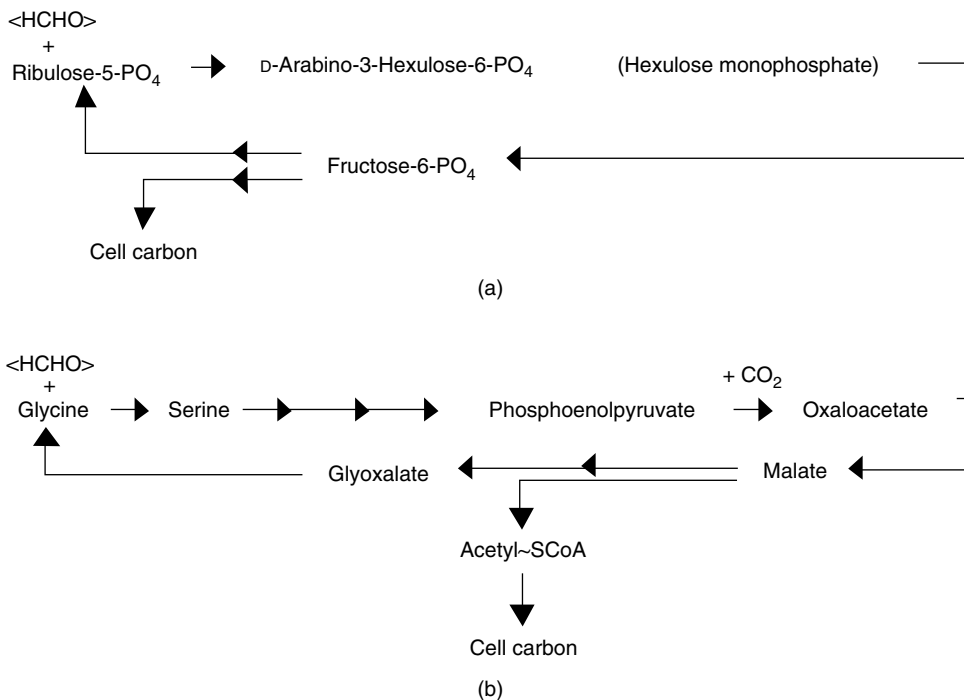 <HCHO>
+
Ribulose-5-PO₄ D-Arabino-3-Hexulose-6-PO₄ (Hexulose monophosphate)
Fructose-6-PO₄
Cell carbon
(a)
<HCHO>
+
+ CO₂
Glycine Serine Phosphoenolpyruvate Oxaloacetate
Glyoxalate Malate
Acetyl~SCoA
Cell carbon
(b)